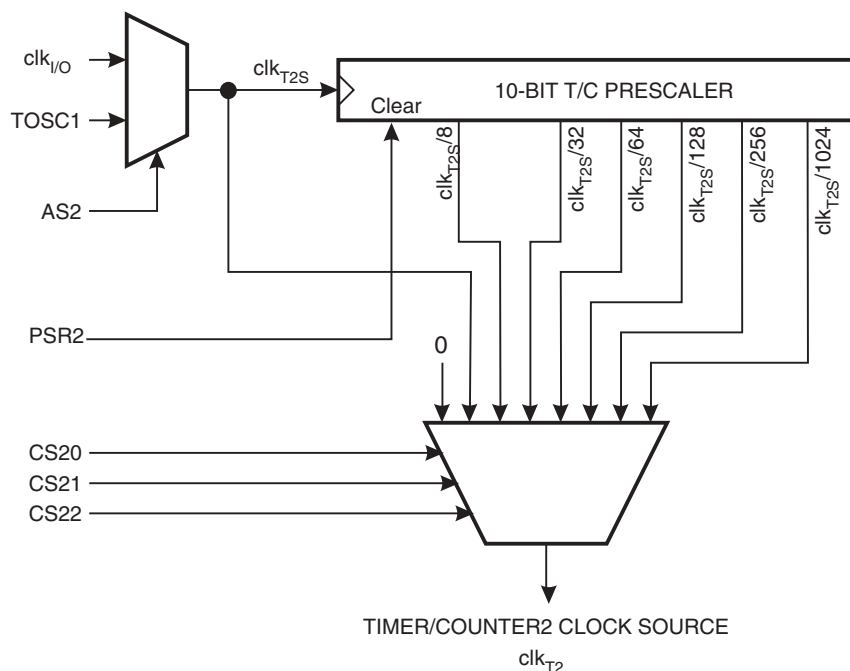 clkI/O
clkT2S
10-BIT T/C PRESCALER
TOSC1
Clear
clkT2S/8
clkT2S/32
clkT2S/64
clkT2S/128
clkT2S/256
clkT2S/1024
AS2
PSR2
0
CS20
CS21
CS22
TIMER/COUNTER2 CLOCK SOURCE
clkT2